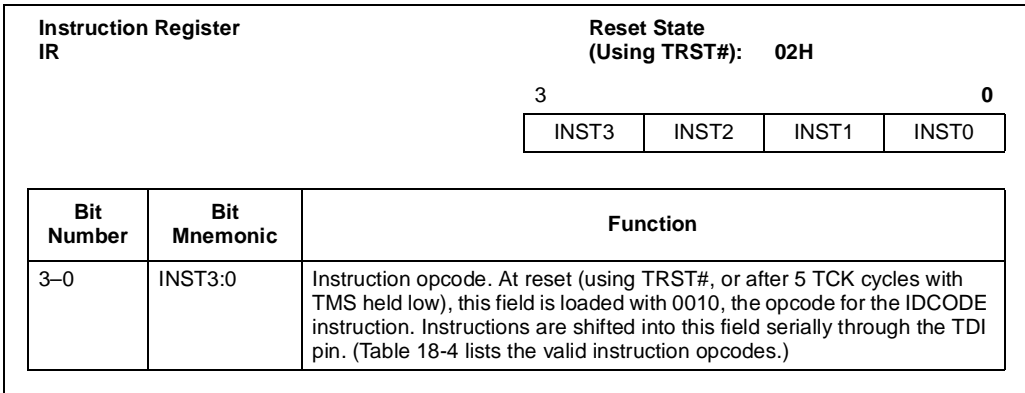 Instruction Register
IR
Reset State
(Using TRST#): 02H
3 0
INST3 INST2 INST1 INST0
Bit Number Bit Mnemonic Function
3–0 INST3:0 Instruction opcode. At reset (using TRST#, or after 5 TCK cycles with
TMS held low), this field is loaded with 0010, the opcode for the IDCODE
instruction. Instructions are shifted into this field serially through the TDI
pin. (Table 18-4 lists the valid instruction opcodes.)